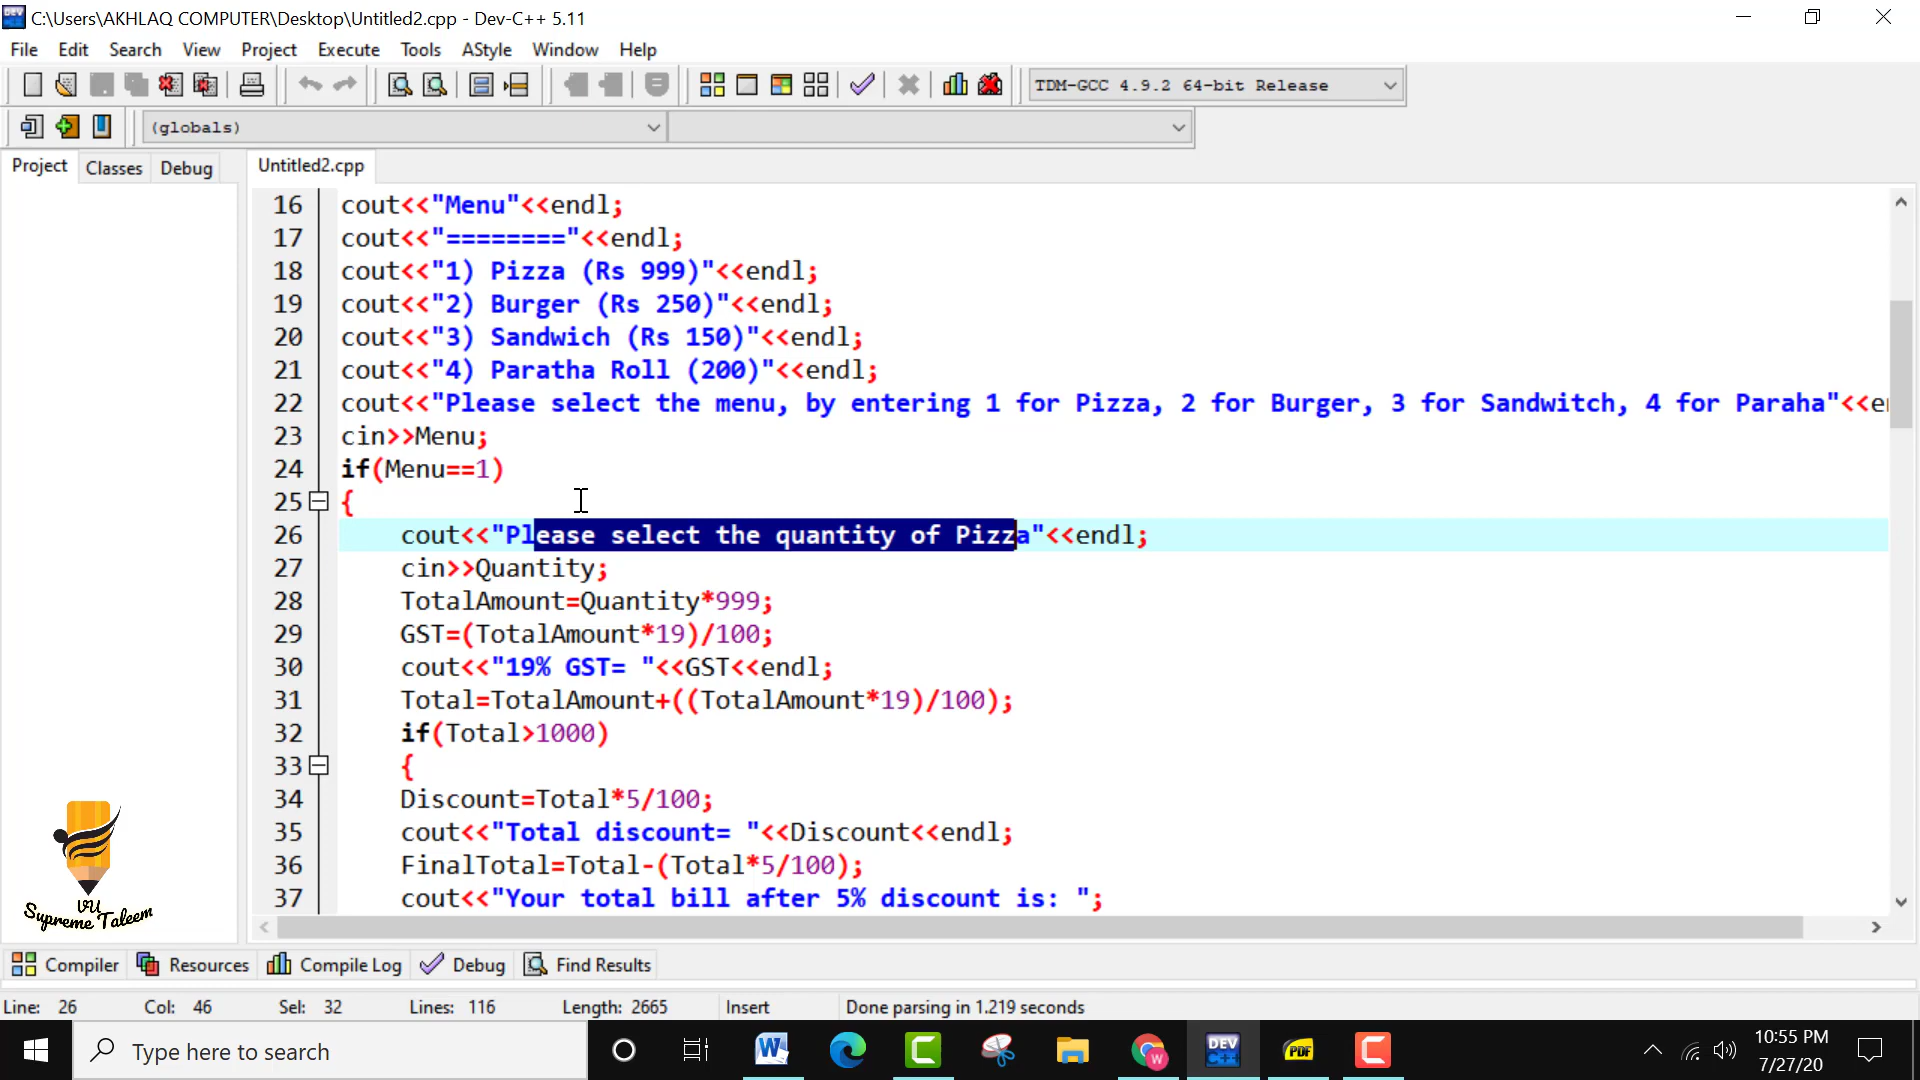 C:\Users\AKHLAQ COMPUTER\Desktop\Untitled2.cpp - Dev-C++ 5.11
File Edit Search View Project Execute Tools AStyle Window Help
TDM-GCC 4.9.2 64-bit Release
(globals)
Project Classes Debug
Untitled2.cpp
16 cout<<"Menu"<<endl;
17 cout<<"========"<<endl;
18 cout<<"1) Pizza (Rs 999)"<<endl;
19 cout<<"2) Burger (Rs 250)"<<endl;
20 cout<<"3) Sandwich (Rs 150)"<<endl;
21 cout<<"4) Paratha Roll (200)"<<endl;
22 cout<<"Please select the menu, by entering 1 for Pizza, 2 for Burger, 3 for Sandwitch, 4 for Paraha"<<e
23 cin>>Menu;
24 if(Menu==1)
25 {
26 cout<<"Please select the quantity of Pizza"<<endl;
27 cin>>Quantity;
28 TotalAmount=Quantity*999;
29 GST=(TotalAmount*19)/100;
30 cout<<"19% GST= "<<GST<<endl;
31 Total=TotalAmount+((TotalAmount*19)/100);
32 if(Total>1000)
33 {
34 Discount=Total*5/100;
35 cout<<"Total discount= "<<Discount<<endl;
36 FinalTotal=Total-(Total*5/100);
37 cout<<"Your total bill after 5% discount is: ";
VU
Supreme Taleem
Compiler Resources Compile Log Debug Find Results
Line: 26 Col: 46 Sel: 32 Lines: 116 Length: 2665 Insert Done parsing in 1.219 seconds
Type here to search
W
DEV C++
PDF
10:55 PM
7/27/20